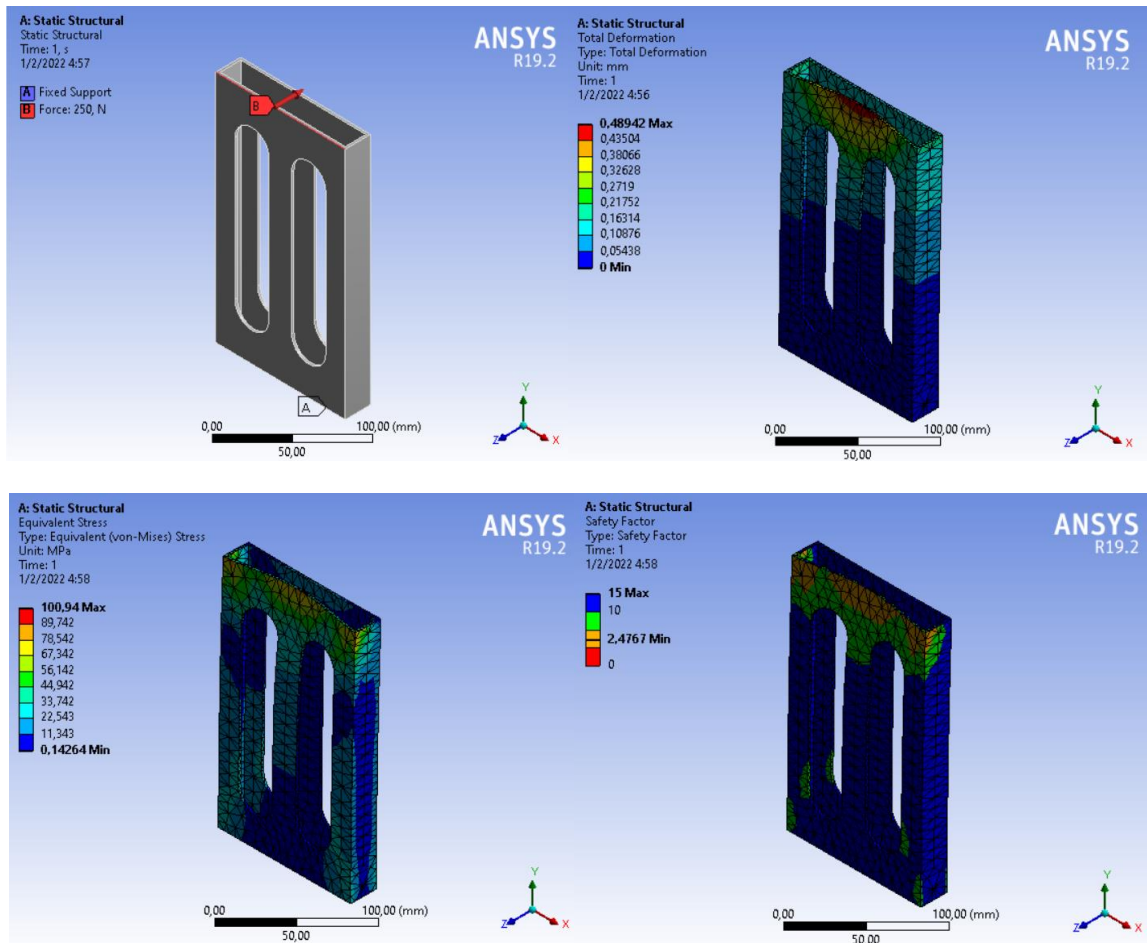 A: Static Structural
Static Structural
Time: 1, s
1/2/2022 4:57
A Fixed Support
B Force: 250, N
ANSYS
R19.2
B
A
0,00
100,00 (mm)
50,00
Y
Z
X
A: Static Structural
Total Deformation
Type: Total Deformation
Unit: mm
Time: 1
1/2/2022 4:56
0,48942 Max
0,43504
0,38066
0,32628
0,2719
0,21752
0,16314
0,10876
0,05438
0 Min
ANSYS
R19.2
0,00
100,00 (mm)
50,00
Y
Z
X
A: Static Structural
Equivalent Stress
Type: Equivalent (von-Mises) Stress
Unit: MPa
Time: 1
1/2/2022 4:58
100,94 Max
89,742
78,542
67,342
56,142
44,942
33,742
22,543
11,343
0,14264 Min
ANSYS
R19.2
0,00
100,00 (mm)
50,00
Y
Z
X
A: Static Structural
Safety Factor
Type: Safety Factor
Time: 1
1/2/2022 4:58
15 Max
10
2,4767 Min
0
ANSYS
R19.2
0,00
100,00 (mm)
50,00
Y
Z
X